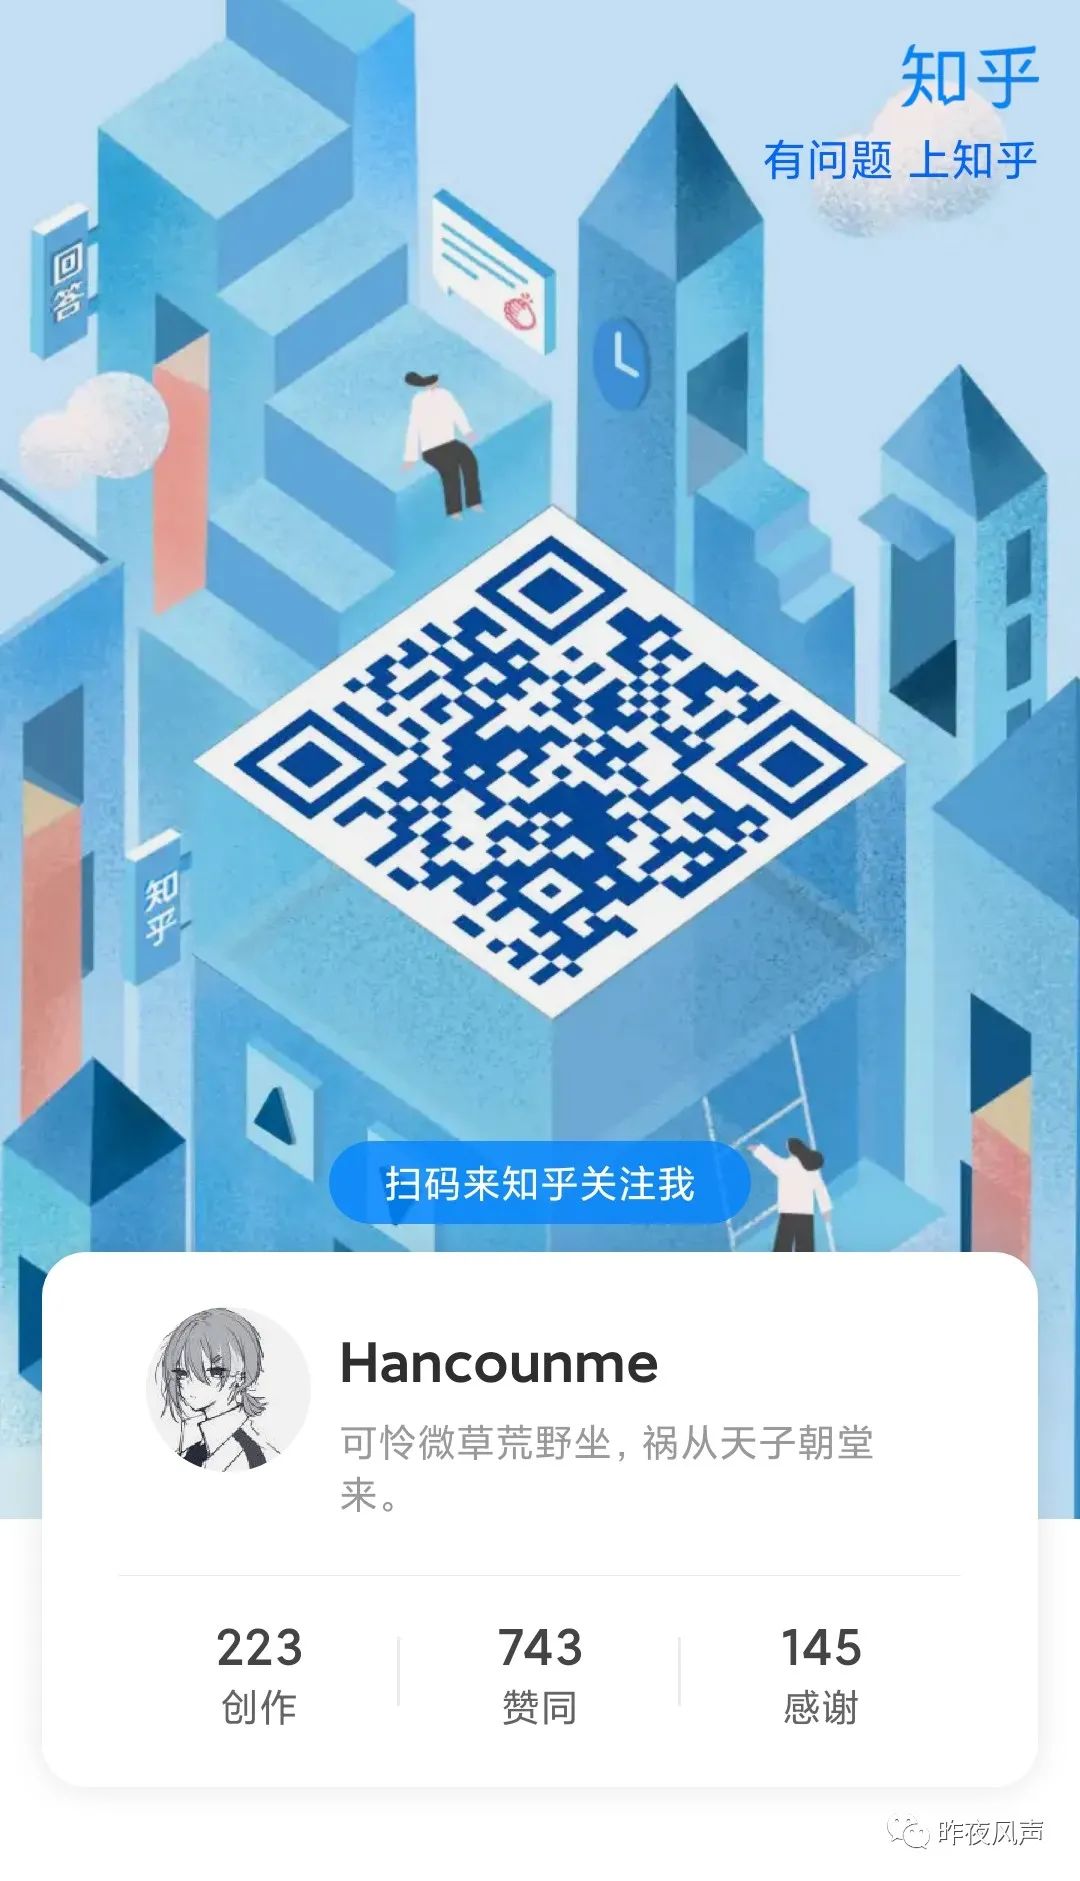 知乎
有问题 上知乎
回答
知乎
扫码来知乎关注我
Hancounme
可怜微草荒野坐，祸从天子朝堂
来。
223
创作
743
赞同
145
感谢
昨夜风声